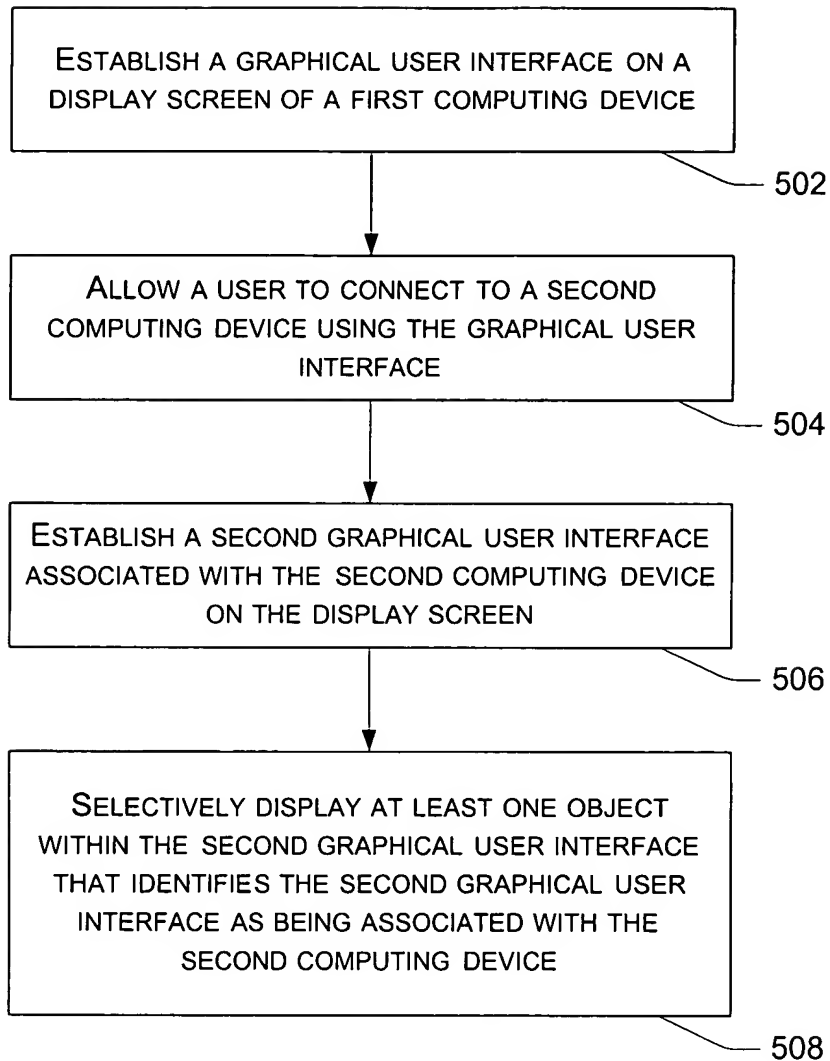 ESTABLISH A GRAPHICAL USER INTERFACE ON A
DISPLAY SCREEN OF A FIRST COMPUTING DEVICE
502
ALLOW A USER TO CONNECT TO A SECOND
COMPUTING DEVICE USING THE GRAPHICAL USER
INTERFACE
504
ESTABLISH A SECOND GRAPHICAL USER INTERFACE
ASSOCIATED WITH THE SECOND COMPUTING DEVICE
ON THE DISPLAY SCREEN
506
SELECTIVELY DISPLAY AT LEAST ONE OBJECT
WITHIN THE SECOND GRAPHICAL USER INTERFACE
THAT IDENTIFIES THE SECOND GRAPHICAL USER
INTERFACE AS BEING ASSOCIATED WITH THE
SECOND COMPUTING DEVICE
508